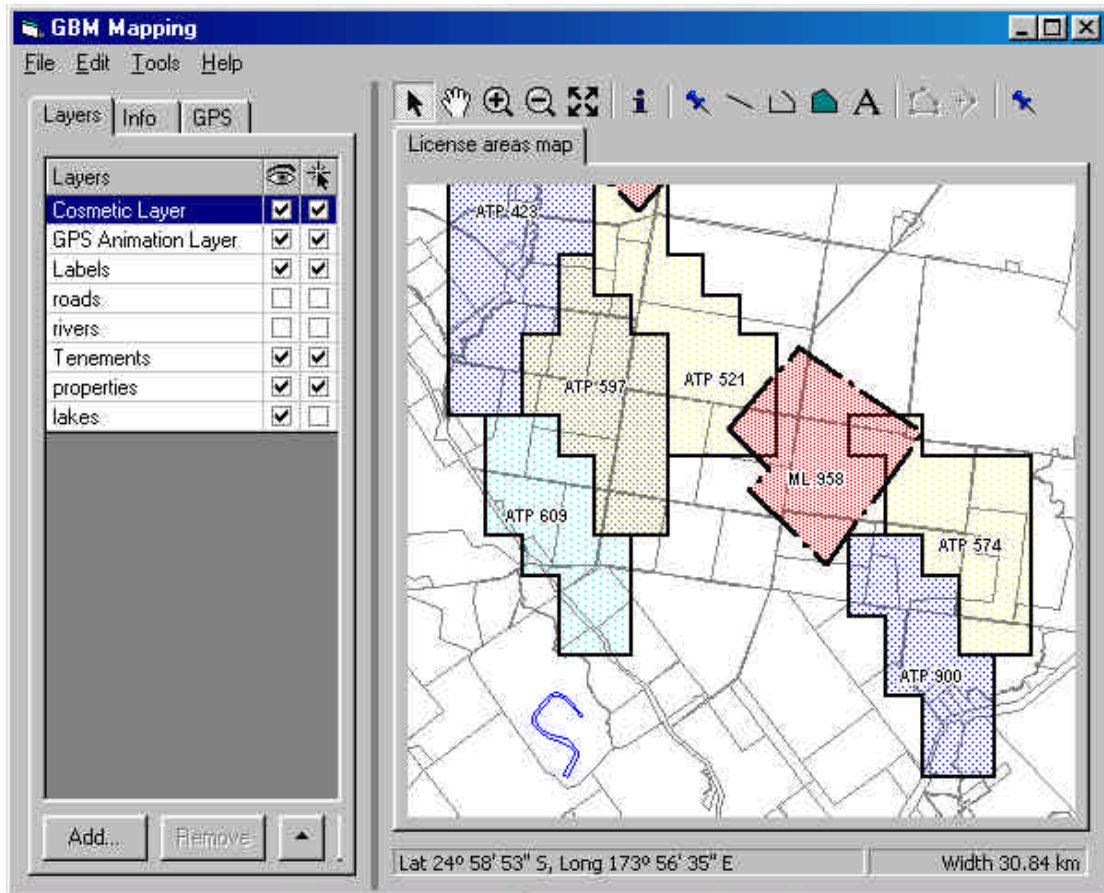 GBM Mapping
File Edit Tools Help
Layers Info GPS
Layers
Cosmetic Layer
GPS Animation Layer
Labels
roads
rivers
Tenements
properties
lakes
Add... Remove
License areas map
ATP 423
ATP 597
ATP 521
ML 958
ATP 609
ATP 574
ATP 900
Lat 24º 58' 53" S, Long 173º 56' 35" E
Width 30.84 km